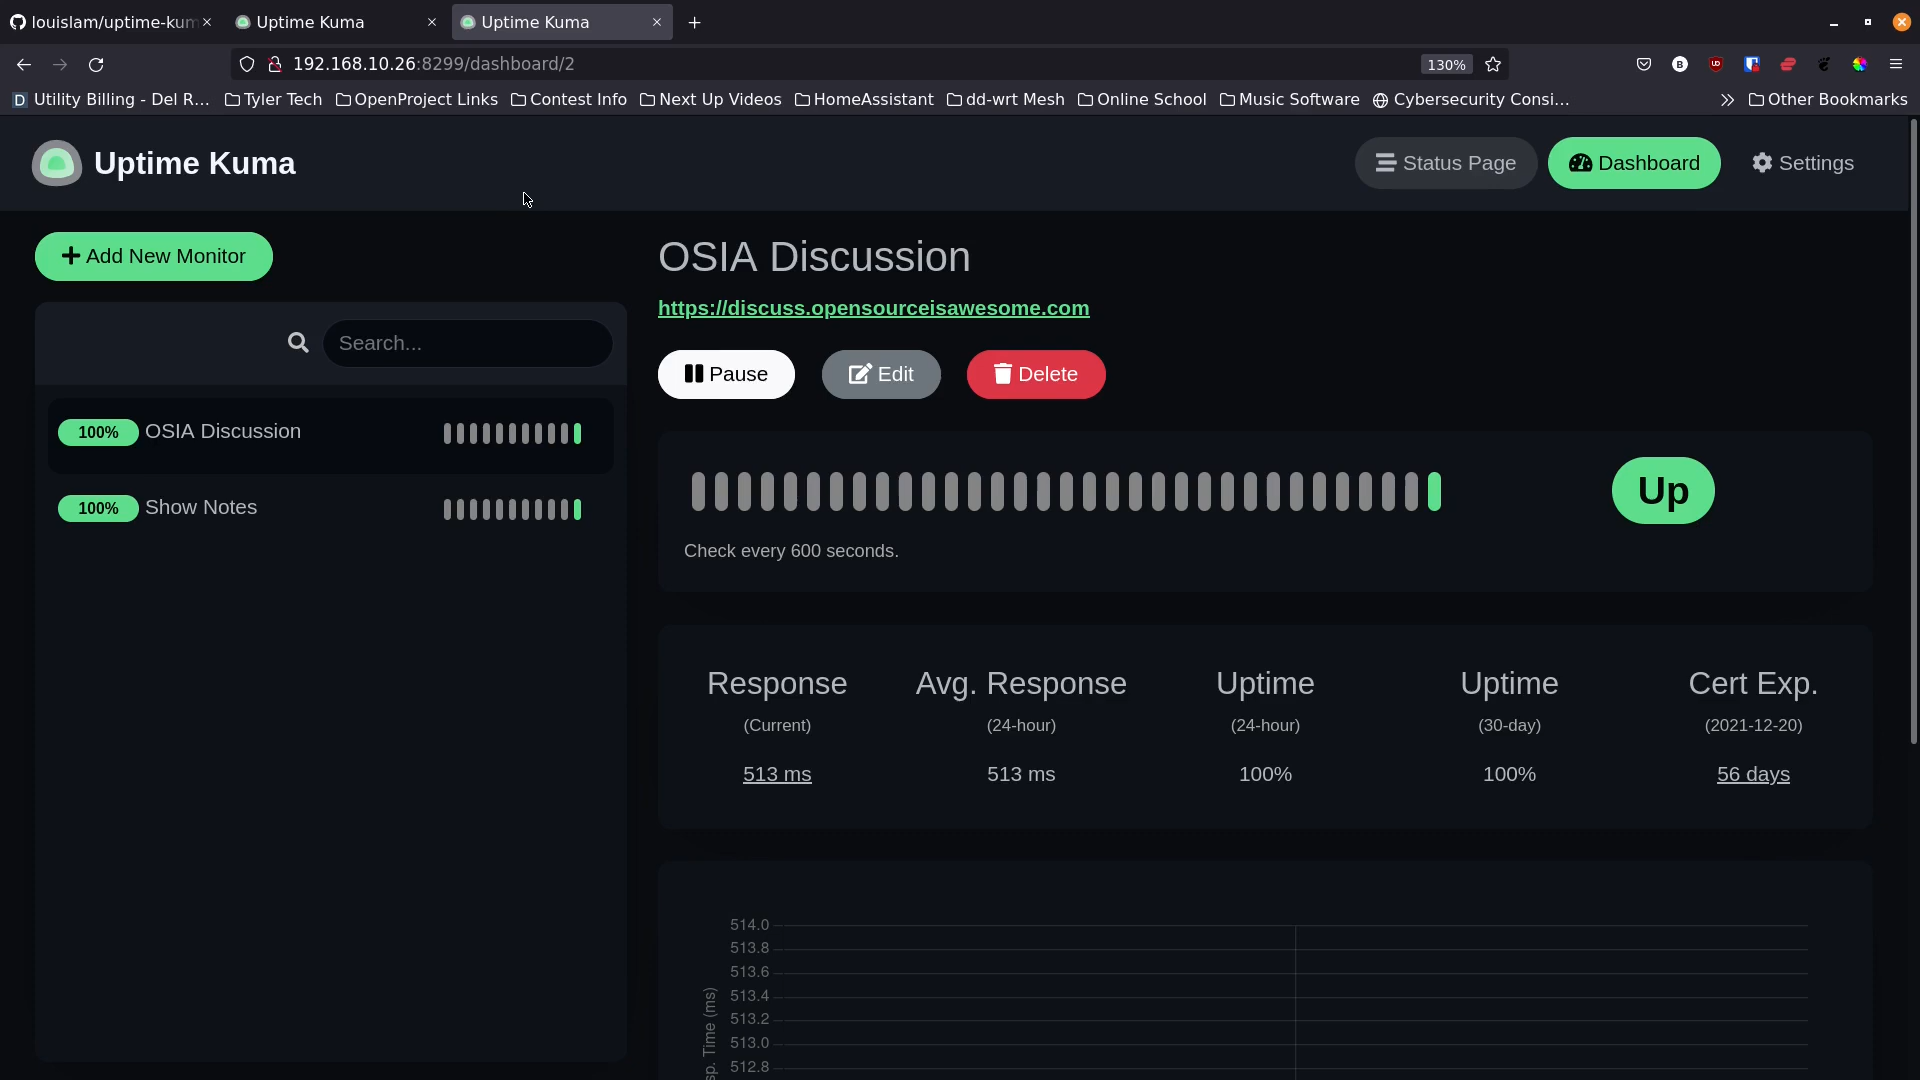 louislam/uptime-kum
Uptime Kuma
Uptime Kuma
192.168.10.26:8299/dashboard/2
130%
Utility Billing - Del R...
Tyler Tech
OpenProject Links
Contest Info
Next Up Videos
HomeAssistant
dd-wrt Mesh
Online School
Music Software
Cybersecurity Consi...
Other Bookmarks
Uptime Kuma
Status Page
Dashboard
Settings
Add New Monitor
Search...
100% OSIA Discussion
100% Show Notes
OSIA Discussion
https://discuss.opensourceisawesome.com
Pause
Edit
Delete
Up
Check every 600 seconds.
Response
(Current)
513 ms
Avg. Response
(24-hour)
513 ms
Uptime
(24-hour)
100%
Uptime
(30-day)
100%
Cert Exp.
(2021-12-20)
56 days
514.0
513.8
513.6
513.4
513.2
513.0
512.8
sp. Time (ms)